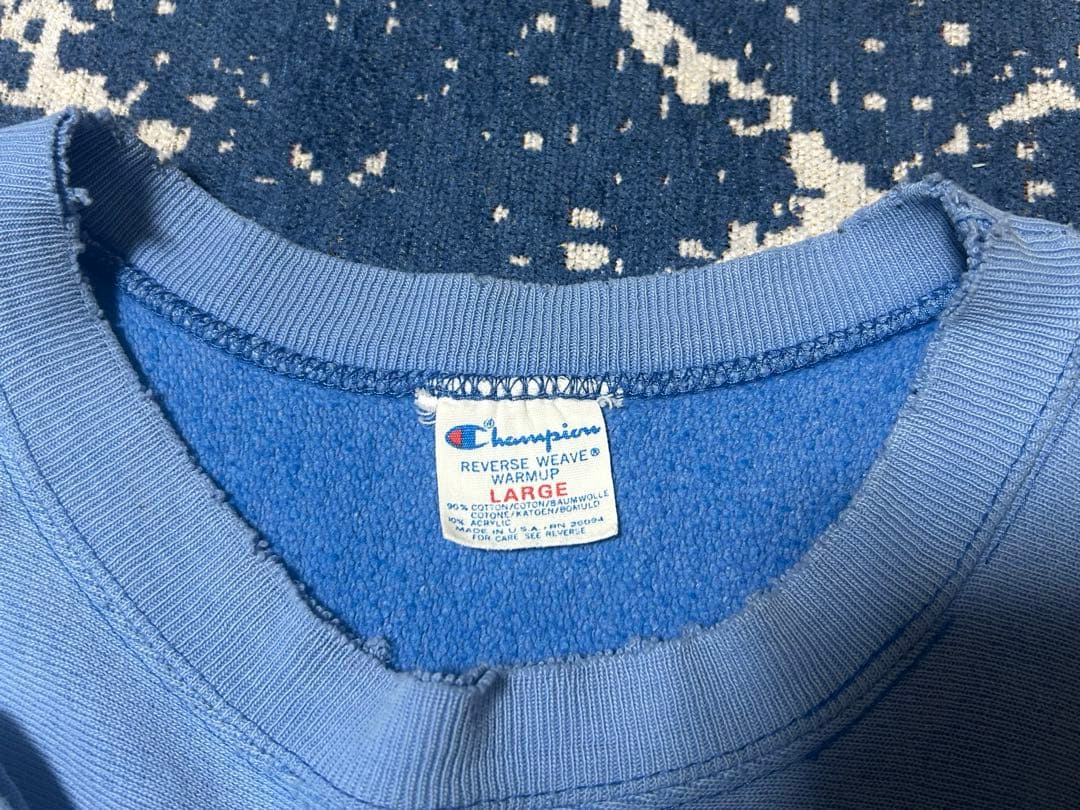 Champion®
REVERSE WEAVE®
WARMUP
LARGE
90% COTTON/COTON/BAUMWOLLE
COTONE/KATOEN/BOMULD
10% ACRYLIC
MADE IN U.S.A. RN 26094
FOR CARE SEE REVERSE